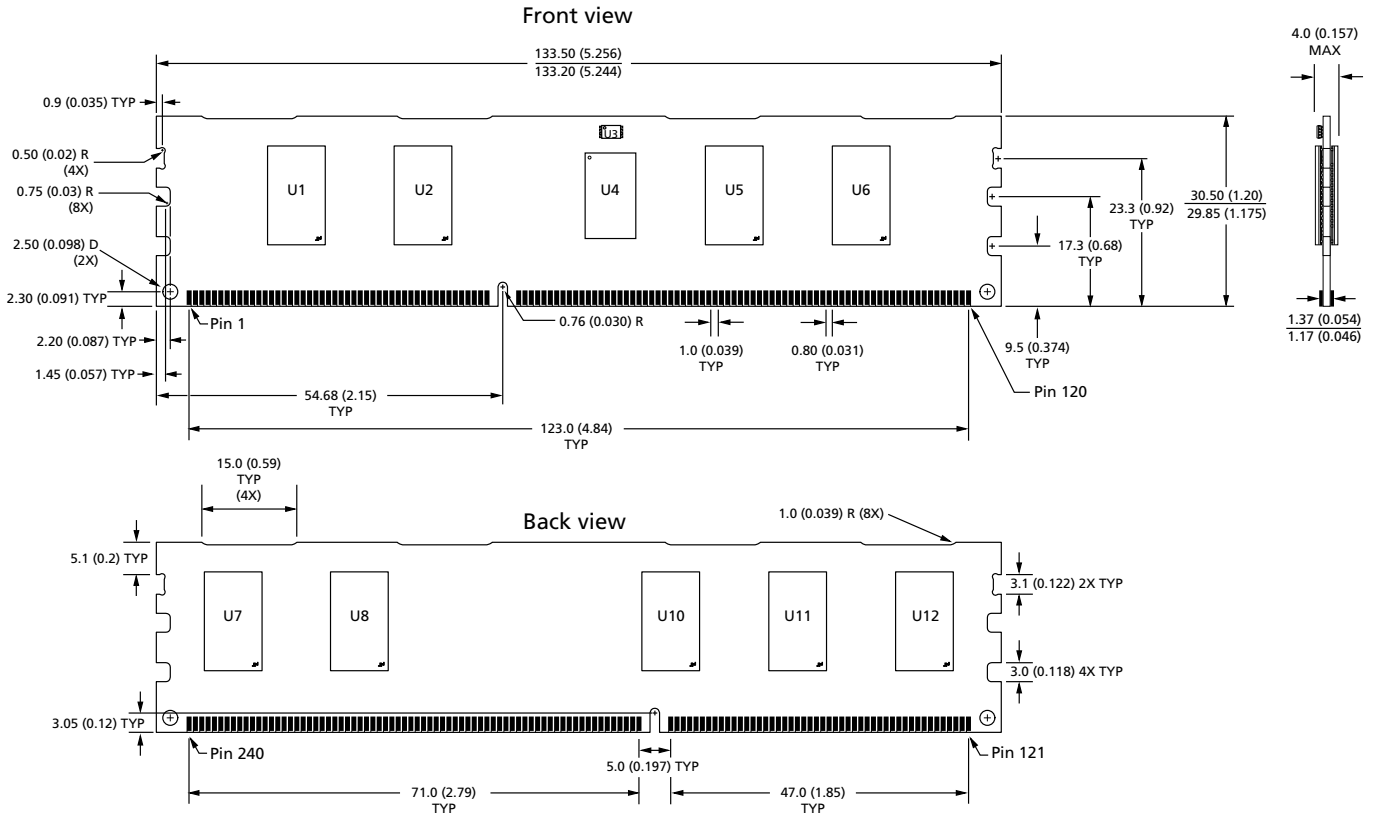 Front view
133.50 (5.256)
133.20 (5.244)
4.0 (0.157)
MAX
0.9 (0.035) TYP
0.50 (0.02) R
(4X)
0.75 (0.03) R
(8X)
2.50 (0.098) D
(2X)
2.30 (0.091) TYP
2.20 (0.087) TYP
1.45 (0.057) TYP
U1
U2
U3
U4
U5
U6
23.3 (0.92)
TYP
17.3 (0.68)
TYP
30.50 (1.20)
29.85 (1.175)
Pin 1
0.76 (0.030) R
1.0 (0.039)
TYP
0.80 (0.031)
TYP
9.5 (0.374)
TYP
1.37 (0.054)
1.17 (0.046)
Pin 120
54.68 (2.15)
TYP
123.0 (4.84)
TYP
15.0 (0.59)
TYP
(4X)
Back view
1.0 (0.039) R (8X)
5.1 (0.2) TYP
U7
U8
U10
U11
U12
3.1 (0.122) 2X TYP
3.0 (0.118) 4X TYP
3.05 (0.12) TYP
Pin 240
5.0 (0.197) TYP
Pin 121
71.0 (2.79)
TYP
47.0 (1.85)
TYP